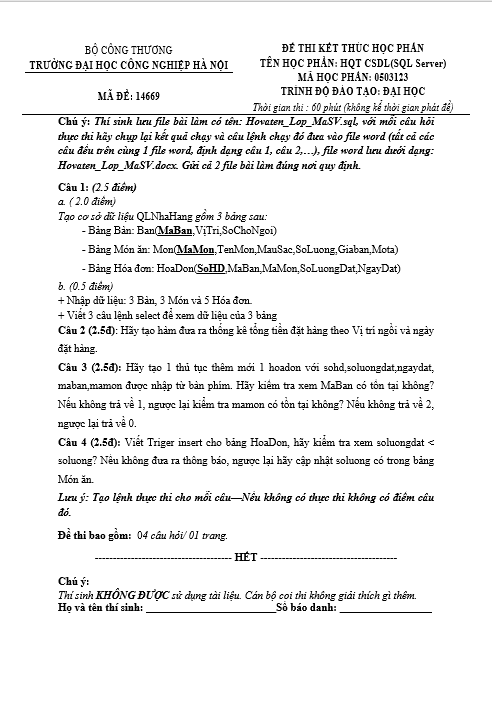 BỘ CÔNG THƯƠNG
TRƯỜNG ĐẠI HỌC CÔNG NGHIỆP HÀ NỘI
MÃ ĐỀ: 14669
ĐỀ THI KẾT THÚC HỌC PHẦN
TÊN HỌC PHẦN: HQT CSDL(SQL Server)
MÃ HỌC PHẦN: 0503123
TRÌNH ĐỘ ĐÀO TẠO: ĐẠI HỌC
Thời gian thi : 60 phút (không kể thời gian phát đề)
Chú ý: Thí sinh lưu file bài làm có tên: Hovaten_Lop_MaSV.sql, với mỗi câu hỏi
thực thi hãy chụp lại kết quả chạy và câu lệnh chạy đó đưa vào file word (tất cả các
câu đều trên cùng 1 file word, định dạng câu 1, câu 2,…), file word lưu dưới dạng:
Hovaten_Lop_MaSV.docx. Gửi cả 2 file bài làm đúng nơi quy định.
Câu 1: (2.5 điểm)
a. ( 2.0 điểm)
Tạo cơ sở dữ liệu QLNhaHang gồm 3 bảng sau:
- Bảng Bàn: Ban(MaBan,VịTri,SoChoNgoi)
- Bảng Món ăn: Mon(MaMon,TenMon,MauSac,SoLuong,Giaban,Mota)
- Bảng Hóa đơn: HoaDon(SoHD,MaBan,MaMon,SoLuongDat,NgayDat)
b. (0.5 điểm)
+ Nhập dữ liệu: 3 Bàn, 3 Món và 5 Hóa đơn.
+ Viết 3 câu lệnh select để xem dữ liệu của 3 bảng
Câu 2 (2.5đ): Hãy tạo hàm đưa ra thống kê tổng tiền đặt hàng theo Vị trí ngồi và ngày
đặt hàng.
Câu 3 (2.5đ): Hãy tạo 1 thủ tục thêm mới 1 hoadon với sohd,soluongdat,ngaydat,
maban,mamon được nhập từ bàn phím. Hãy kiểm tra xem MaBan có tồn tại không?
Nếu không trả về 1, ngược lại kiểm tra mamon có tồn tại không? Nếu không trả về 2,
ngược lại trả về 0.
Câu 4 (2.5đ): Viết Triger insert cho bảng HoaDon, hãy kiểm tra xem soluongdat <
soluong? Nếu không đưa ra thông báo, ngược lại hãy cập nhật soluong có trong bảng
Món ăn.
Lưu ý: Tạo lệnh thực thi cho mỗi câu—Nếu không có thực thi không có điểm câu
đó.
Đề thi bao gồm: 04 câu hỏi/ 01 trang.
-------------------------------------- HẾT --------------------------------------
Chú ý:
Thí sinh KHÔNG ĐƯỢC sử dụng tài liệu. Cán bộ coi thi không giải thích gì thêm.
Họ và tên thí sinh: ____________________________Số báo danh: ____________________